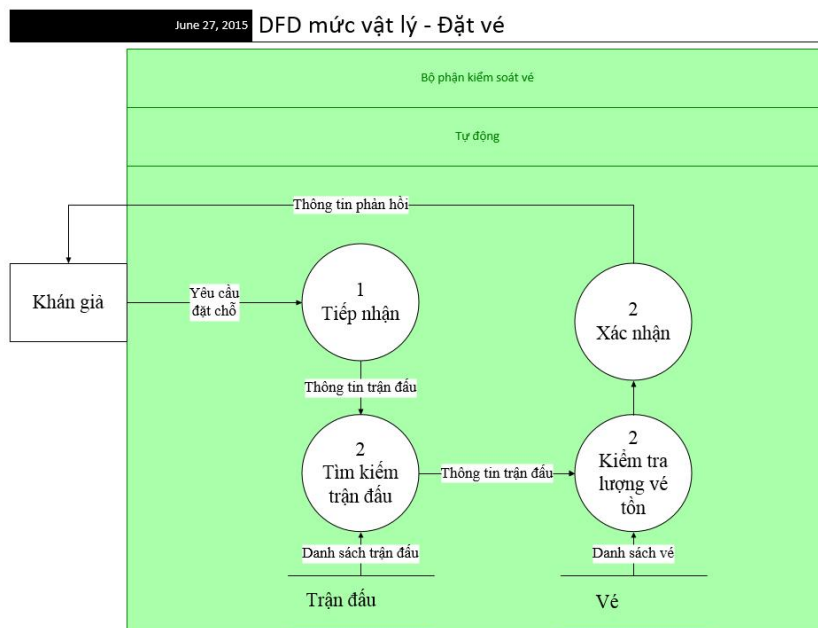 June 27, 2015 DFD mức vật lý - Đặt vé
Bộ phận kiểm soát vé
Tự động
Thông tin phản hồi
Khán giả
Yêu cầu
đặt chỗ
1
Tiếp nhận
2
Xác nhận
Thông tin trận đấu
2
Tìm kiếm
trận đấu
Thông tin trận đấu
2
Kiểm tra
lượng vé
tồn
Danh sách trận đấu
Danh sách vé
Trận đấu
Vé